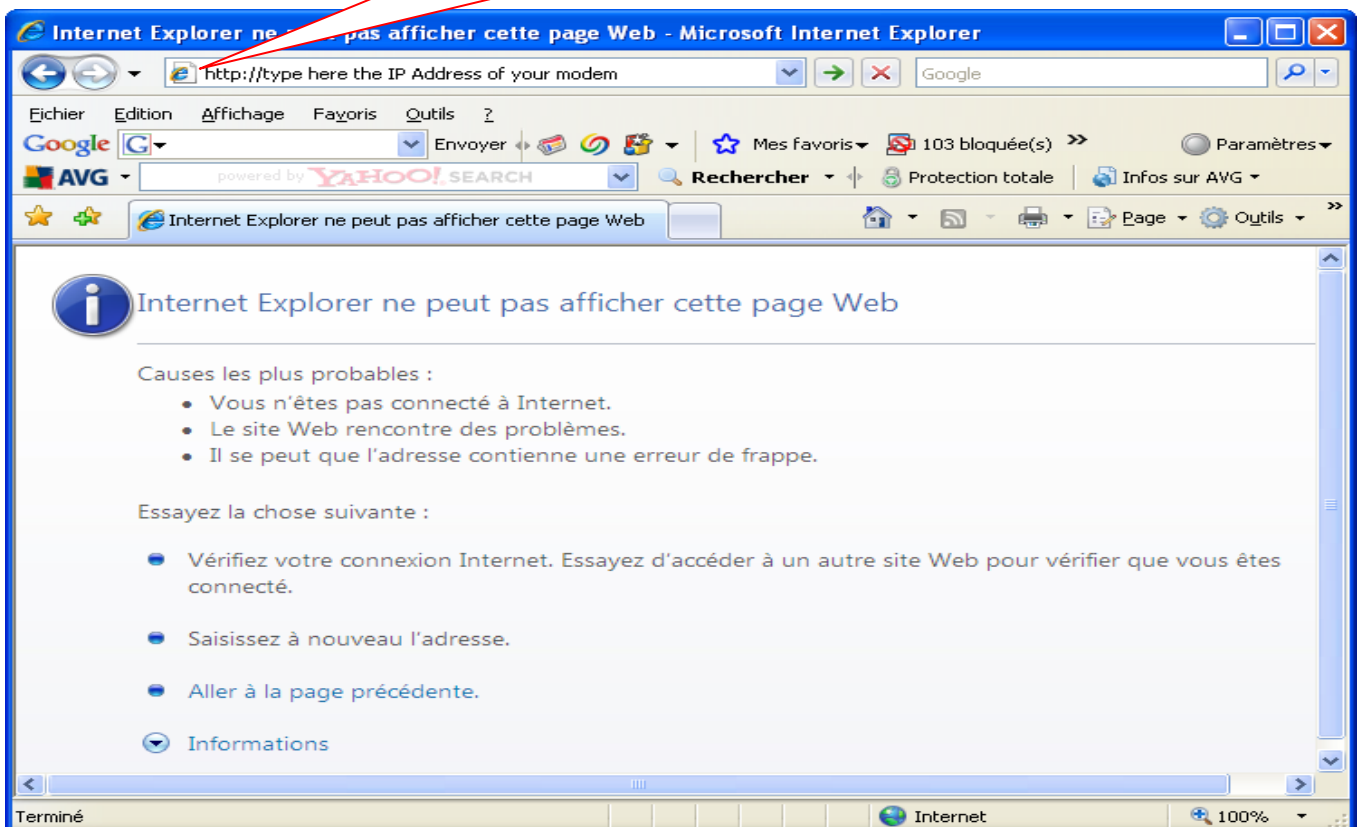 Internet Explorer ne pas afficher cette page Web - Microsoft Internet Explorer
http://type here the IP Address of your modem
Google
Fichier Edition Affichage Favoris Outils ?
Google G Envoyer Mes favoris 103 bloquée(s) >> Paramètres
AVG powered by YAHOO! SEARCH Rechercher Protection totale Infos sur AVG
Internet Explorer ne peut pas afficher cette page Web Page Outils >>
Internet Explorer ne peut pas afficher cette page Web
Causes les plus probables :
• Vous n'êtes pas connecté à Internet.
• Le site Web rencontre des problèmes.
• Il se peut que l'adresse contienne une erreur de frappe.
Essayez la chose suivante :
Vérifiez votre connexion Internet. Essayez d'accéder à un autre site Web pour vérifier que vous êtes
connecté.
Saisissez à nouveau l'adresse.
Aller à la page précédente.
Informations
Terminé Internet 100%